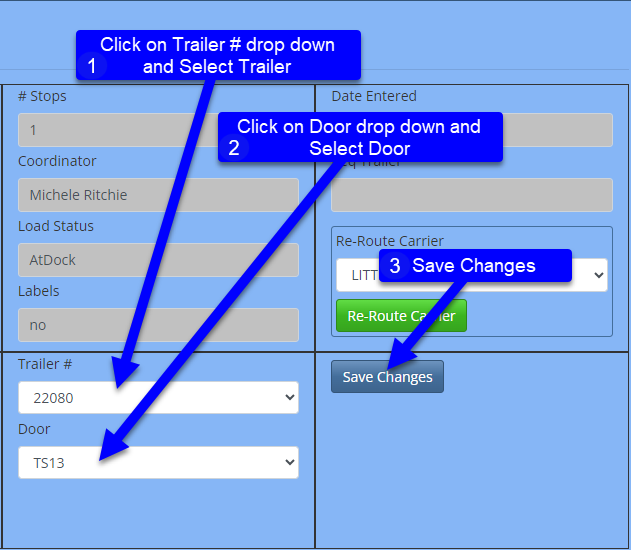 Click on Trailer # drop down
1 and Select Trailer
# Stops
1
Date Entered
Click on Door drop down and
2 Select Door
Coordinator
Michele Ritchie
Trailer
Load Status
AtDock
Re-Route Carrier
3 Save Changes
LITT
Labels
no
Re-Route Carrier
Trailer #
22080
Save Changes
Door
TS13